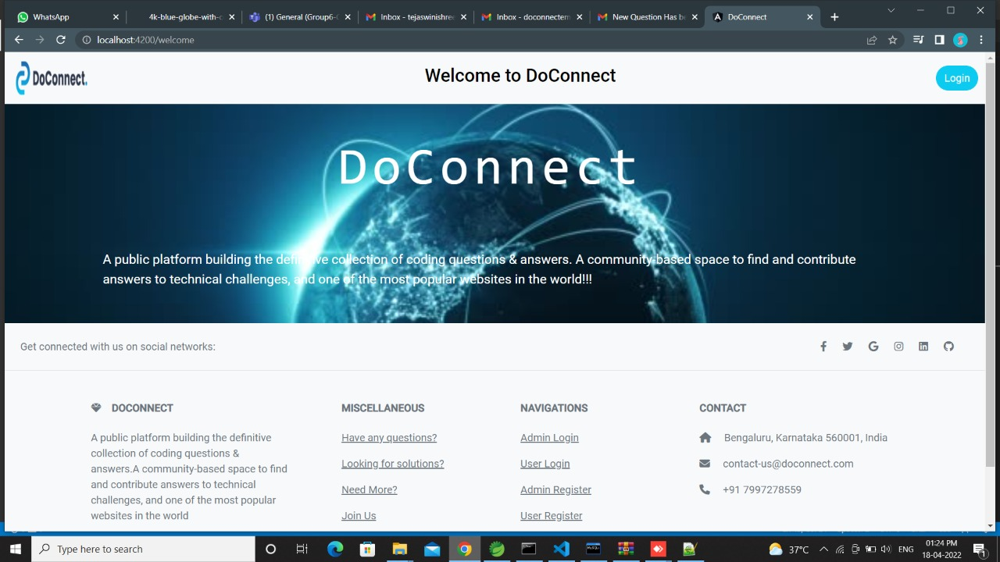 WhatsApp
4k-blue-globe-with-c
(1) General (Group6-
Inbox - tejaswinishree
Inbox - doconnectem
New Question Has be
DoConnect
localhost:4200/welcome
DoConnect.
Welcome to DoConnect
Login
DoConnect
A public platform building the definitive collection of coding questions & answers. A community-based space to find and contribute
answers to technical challenges, and one of the most popular websites in the world!!!
Get connected with us on social networks:
DOCONNECT
A public platform building the definitive
collection of coding questions &
answers.A community-based space to find
and contribute answers to technical
challenges, and one of the most popular
websites in the world
MISCELLANEOUS
Have any questions?
Looking for solutions?
Need More?
Join Us
NAVIGATIONS
Admin Login
User Login
Admin Register
User Register
CONTACT
Bengaluru, Karnataka 560001, India
contact-us@doconnect.com
+91 7997278559
Type here to search
37°C
ENG
01:24 PM
18-04-2022